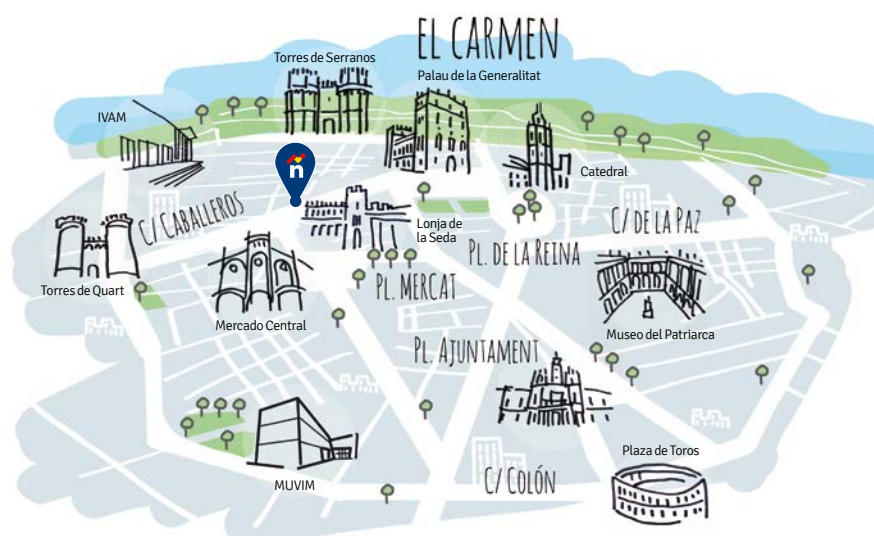 EL CARMEN
Torres de Serranos
Palau de la Generalitat
IVAM
ñ
Catedral
C/ CABALLEROS
Lonja de
la Seda
C/ DE LA PAZ
PL. DE LA REINA
Torres de Quart
PL. MERCAT
Mercado Central
Museo del Patriarca
PL. AJUNTAMENT
Plaza de Toros
MUVIM
C/ COLÓN